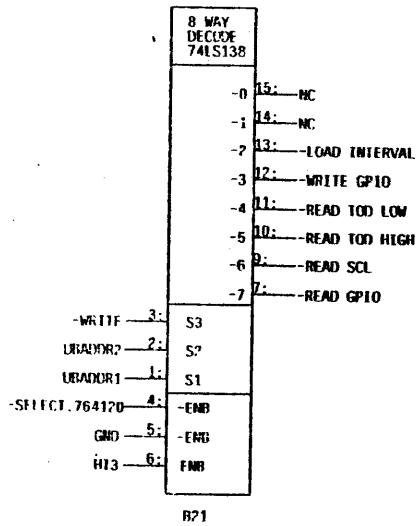 8 WAY
DECODE
74LS138
-0 15: NC
-1 14: NC
-2 13: -LOAD INTERVAL
-3 12: -WRITE GPIO
-4 11: -READ TOD LOW
-5 10: -READ TOD HIGH
-6 9: -READ SCL
-7 7: -READ GPIO
-WRITE 3: S3
UBADDR2 2: S2
UBADDR1 1: S1
-SELECT.764120 4: -ENB
GND 5: -ENB
HI3 6: ENB
B21